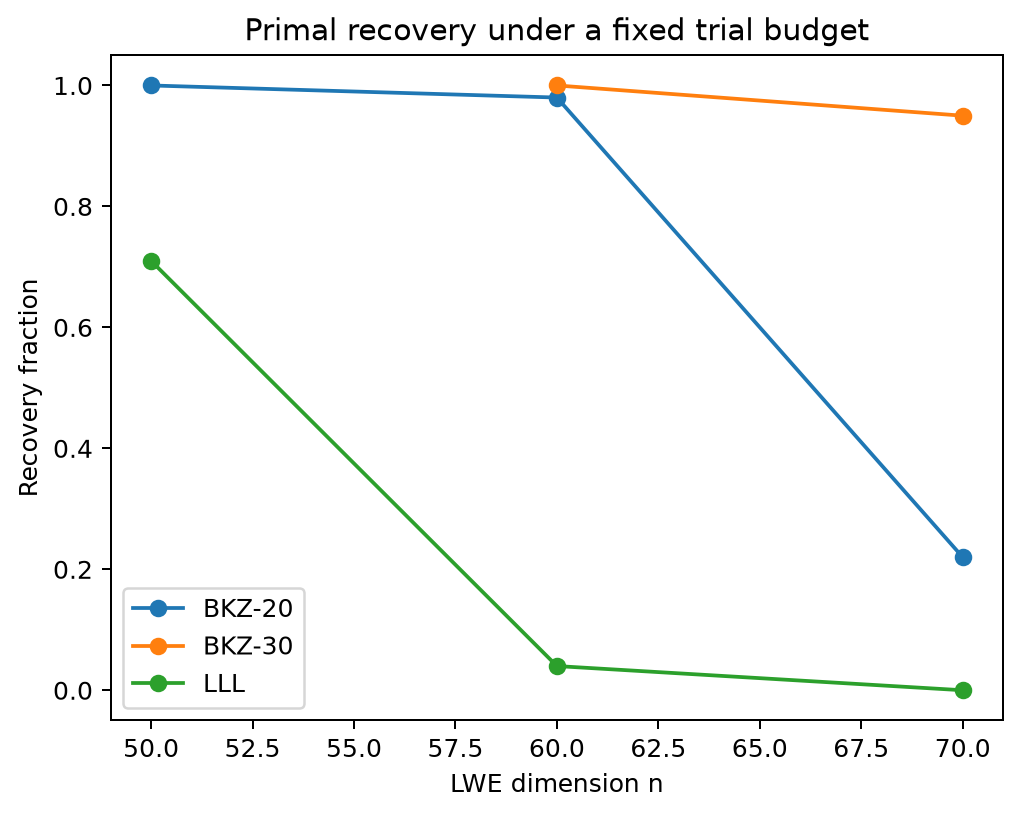 Primal recovery under a fixed trial budget
Recovery fraction
1.0
0.8
0.6
0.4
0.2
0.0
BKZ-20
BKZ-30
LLL
50.0 52.5 55.0 57.5 60.0 62.5 65.0 67.5 70.0
LWE dimension n